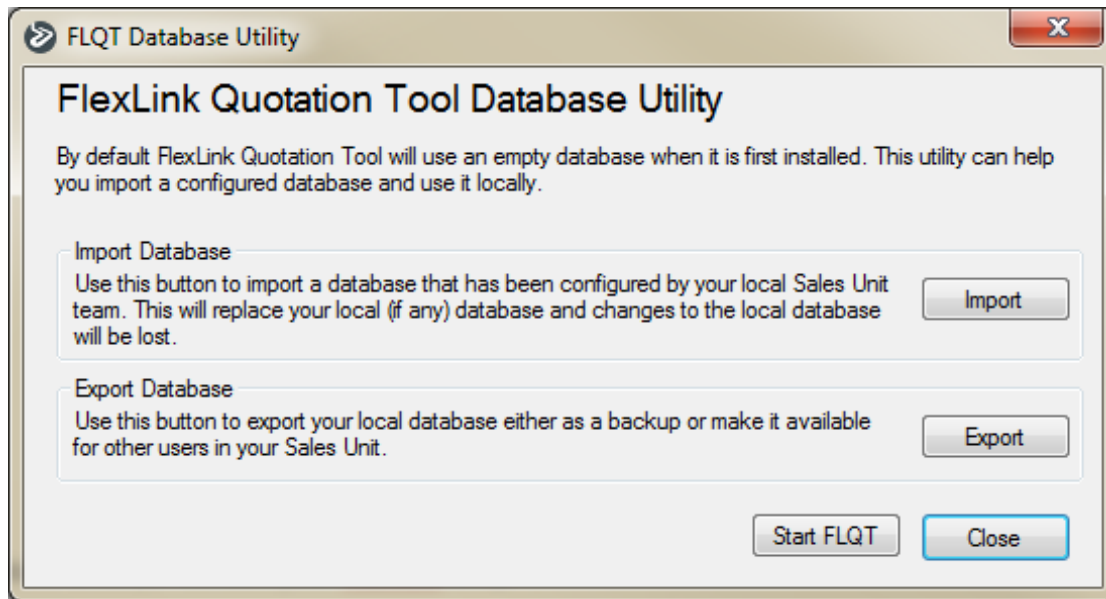 FLQT Database Utility
FlexLink Quotation Tool Database Utility
By default FlexLink Quotation Tool will use an empty database when it is first installed. This utility can help
you import a configured database and use it locally.
Import Database
Use this button to import a database that has been configured by your local Sales Unit
team. This will replace your local (if any) database and changes to the local database
will be lost.
Import
Export Database
Use this button to export your local database either as a backup or make it available
for other users in your Sales Unit.
Export
Start FLQT
Close